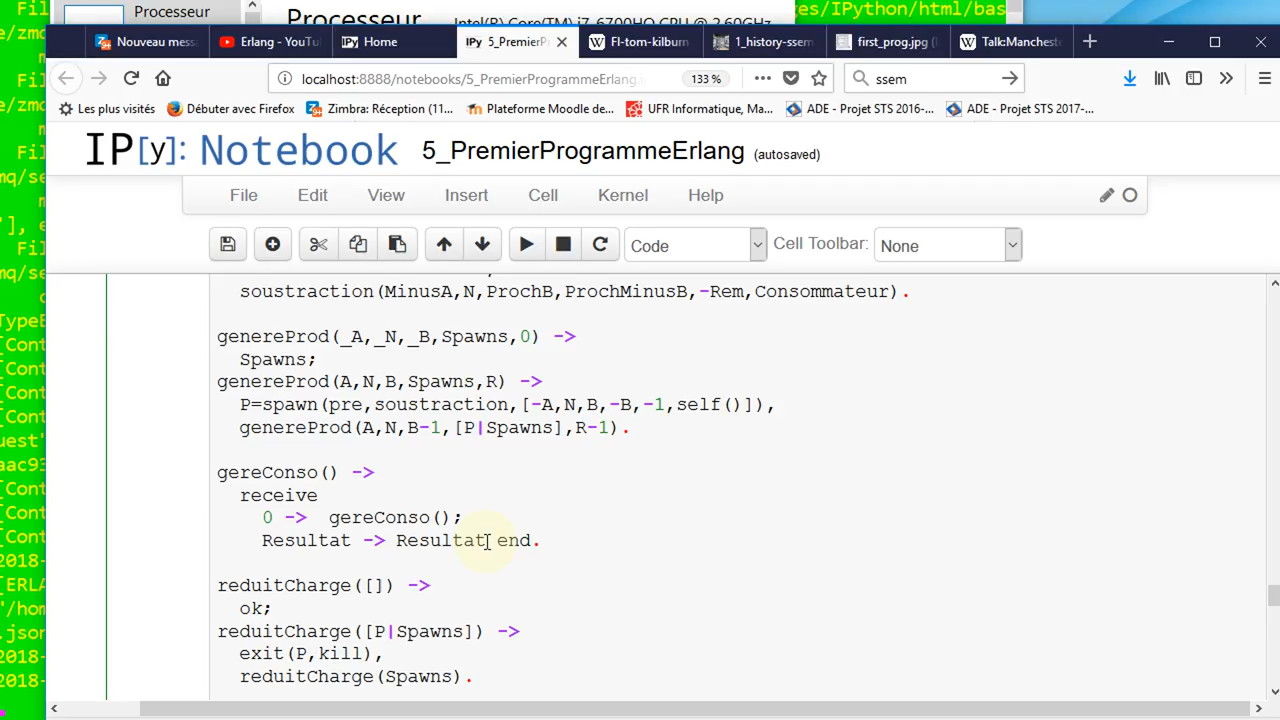 Processeur
Processeur
Intel(R) Core(TM) i7-6700HQ CPU @ 2.60GHz
es/IPython/html/bas
Nouveau mess
Erlang - YouTu
Home
5_PremierPro
FI-tom-kilburn
1_history-ssem
first_prog.jpg (
Talk:Manchest
localhost:8888/notebooks/5_PremierProgrammeErlang.i
133 %
ssem
Les plus visités
Débuter avec Firefox
Zimbra: Réception (11...
Plateforme Moodle de...
UFR Informatique, Ma...
ADE - Projet STS 2016-...
ADE - Projet STS 2017-...
IP[y]: Notebook
5_PremierProgrammeErlang (autosaved)
File Edit View Insert Cell Kernel Help
Code
Cell Toolbar: None
soustraction(MinusA,N,ProchB,ProchMinusB,-Rem,Consommateur).
genereProd(_A,_N,_B,Spawns,0) ->
Spawns;
genereProd(A,N,B,Spawns,R) ->
P=spawn(pre,soustraction,[-A,N,B,-B,-1,self()]),
genereProd(A,N,B-1,[P|Spawns],R-1).
gereConso() ->
receive
0 -> gereConso();
Resultat -> Resultat end.
reduitCharge([]) ->
ok;
reduitCharge([P|Spawns]) ->
exit(P,kill),
reduitCharge(Spawns).